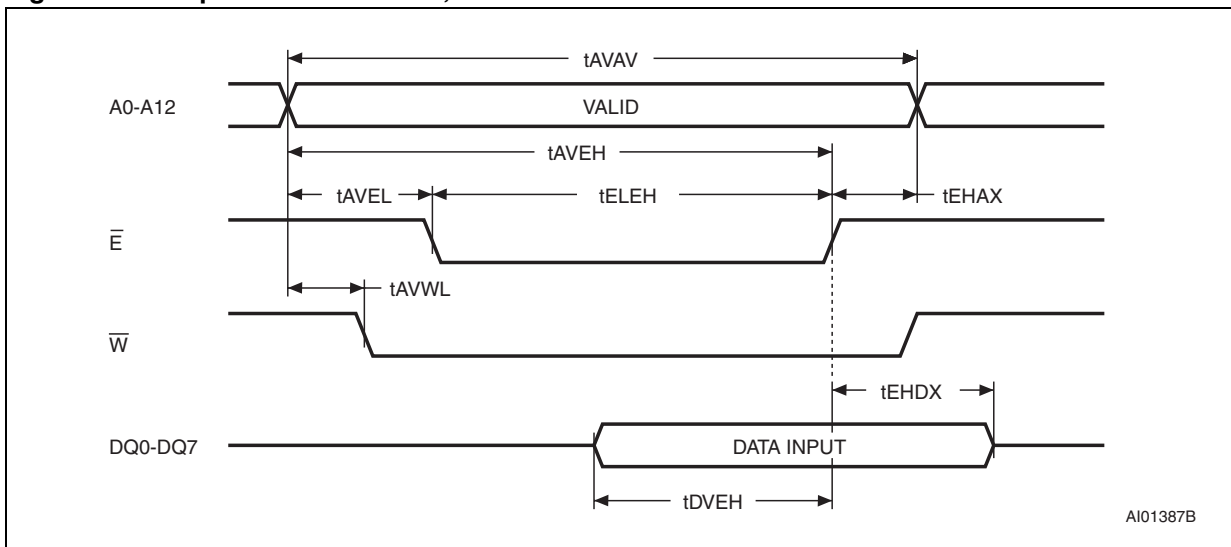 tAVAV
A0-A12
VALID
tAVEH
tAVEL
tELEH
tEHAX
E̅
tAVWL
W̅
tEHDX
DQ0-DQ7
DATA INPUT
tDVEH
AI01387B